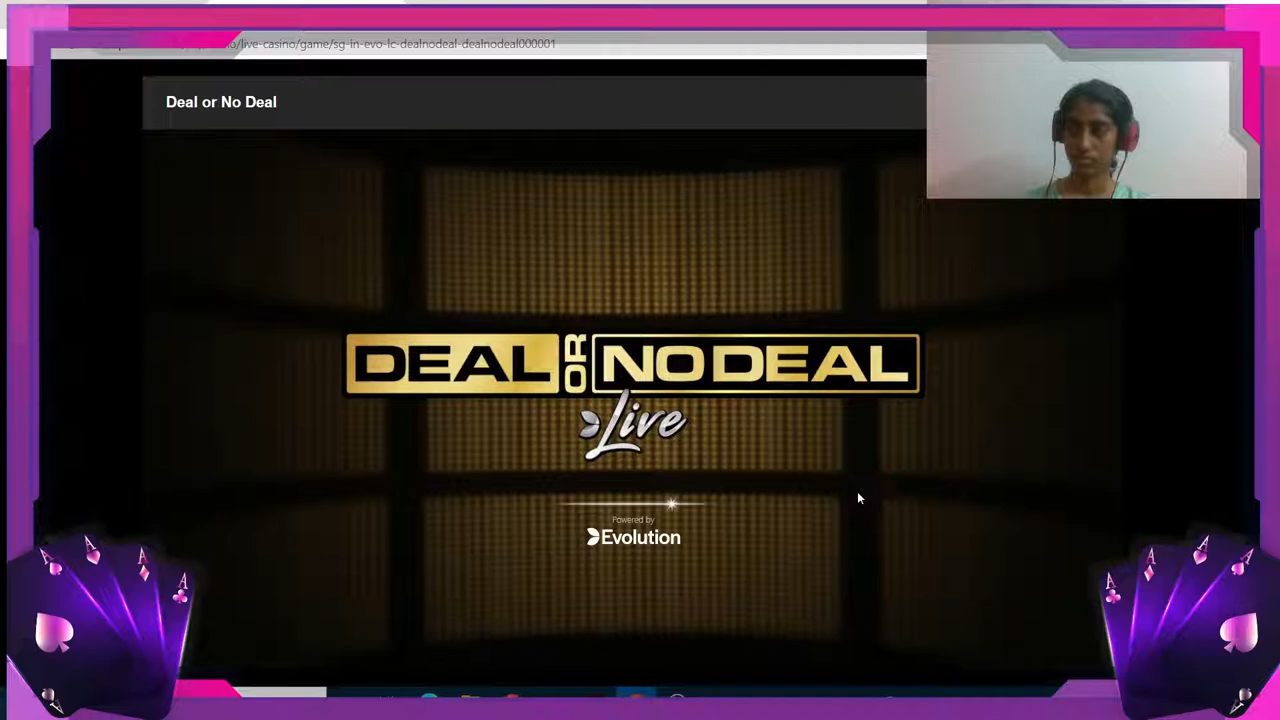 /live-casino/game/sg-in-evo-lc-dealnodeal-dealnodeal000001
Deal or No Deal
DEAL OR NO DEAL
Live
Powered by
Evolution
A A A A
A A A A
A
A